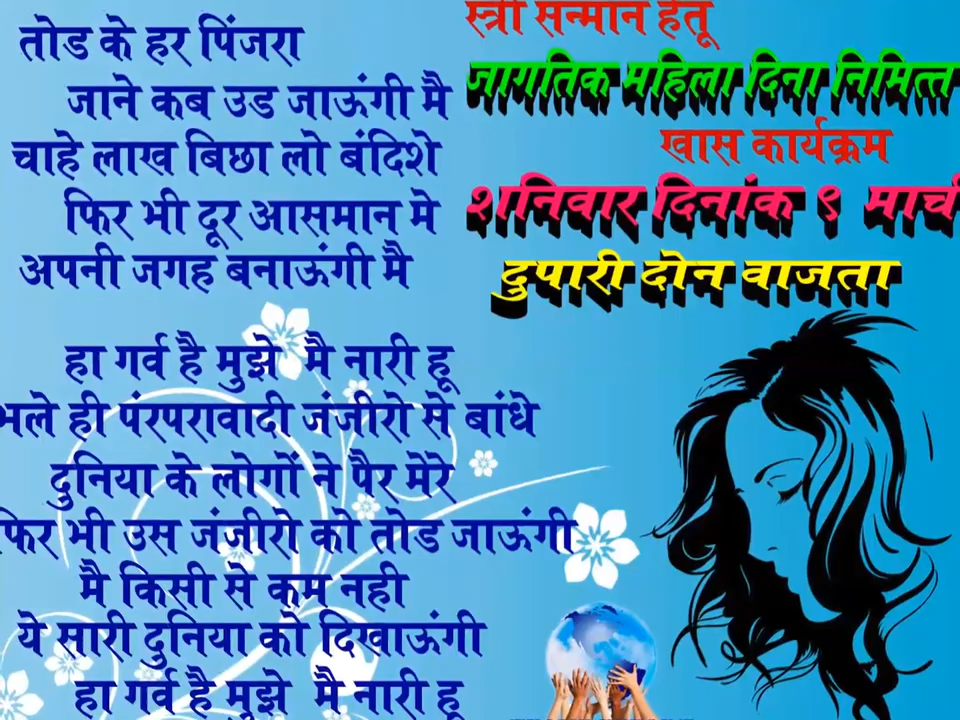 तोड के हर पिंजरा
जाने कब उड जाऊंगी मै
चाहे लाख बिछा लो बंदिशे
फिर भी दूर आसमान मे
अपनी जगह बनाऊंगी मै
हा गर्व है मुझे मै नारी हू
भले ही पंरपरावादी जंजीरो से बांधे
दुनिया के लोगों ने पैर मेरे
फिर भी उस जंजीरो को तोड जाऊंगी
मै किसी से कम नही
ये सारी दुनिया को दिखाऊंगी
हा गर्व है मुझे मै नारी हू
स्त्री सन्मान हेतू
जागतिक महिला दिना निमित्त
खास कार्यक्रम
शनिवार दिनांक ९ मार्च
दुपारी दोन वाजता